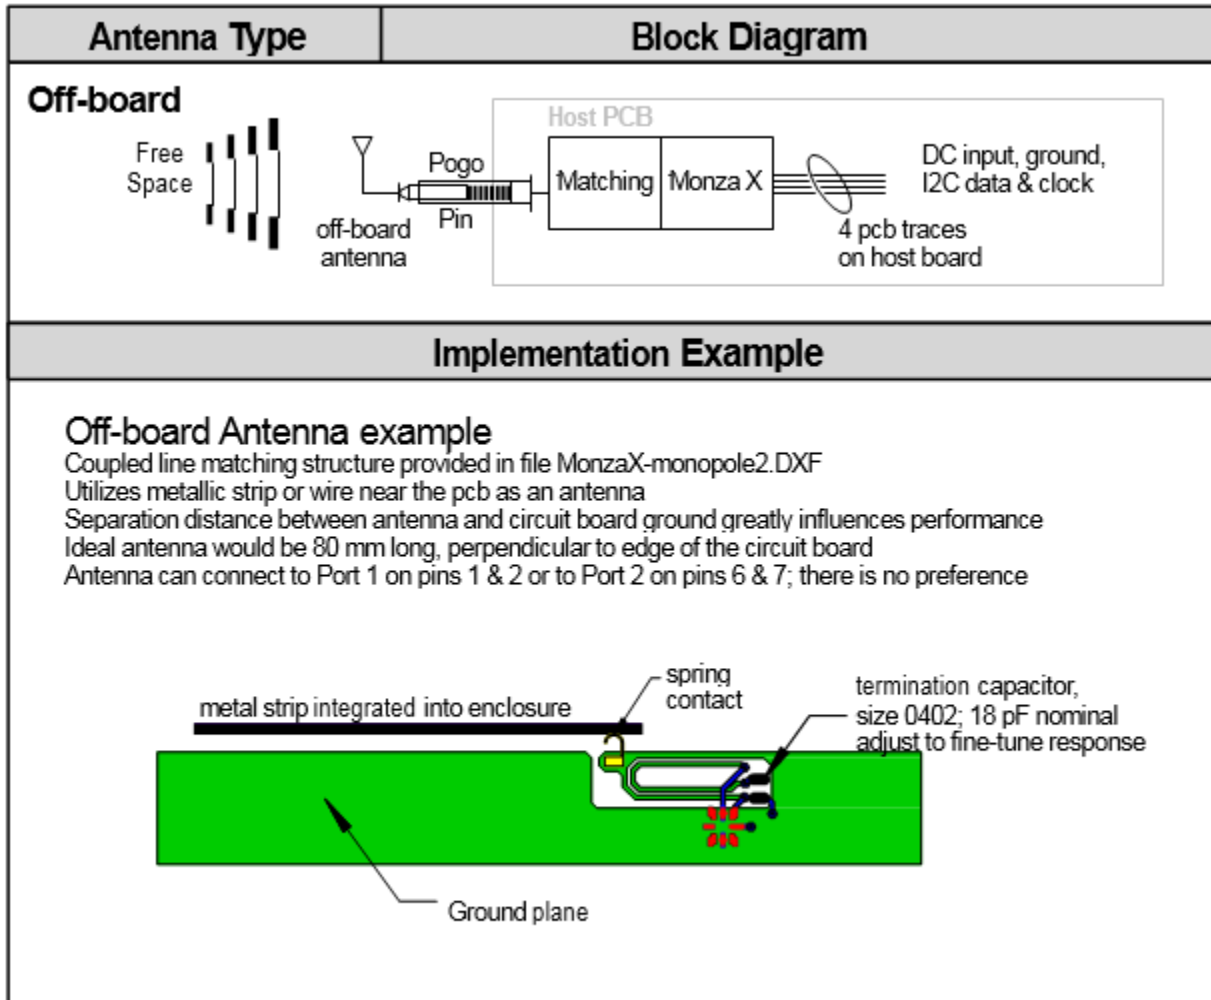 Antenna Type
Block Diagram
Off-board
Free
Space
off-board
antenna
Pogo
Pin
Host PCB
Matching
Monza X
DC input, ground,
I2C data & clock
4 pcb traces
on host board
Implementation Example
Off-board Antenna example
Coupled line matching structure provided in file MonzaX-monopole2.DXF
Utilizes metallic strip or wire near the pcb as an antenna
Separation distance between antenna and circuit board ground greatly influences performance
Ideal antenna would be 80 mm long, perpendicular to edge of the circuit board
Antenna can connect to Port 1 on pins 1 & 2 or to Port 2 on pins 6 & 7; there is no preference
metal strip integrated into enclosure
spring
contact
termination capacitor,
size 0402; 18 pF nominal
adjust to fine-tune response
Ground plane